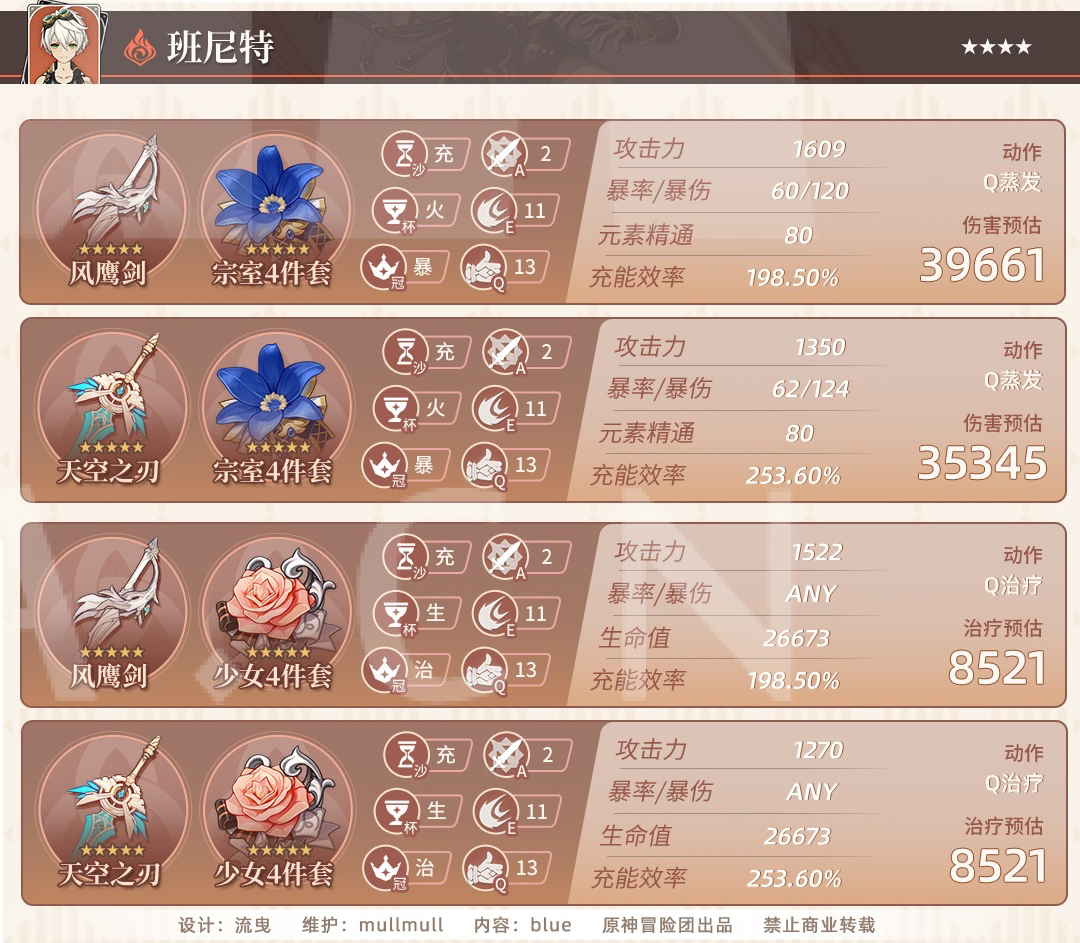 班尼特
★★★★
充 2
沙 A
火 11
杯 E
暴 13
冠 Q
★★★★★ ★★★★★
风鹰剑 宗室4件套
攻击力 1609
暴率/暴伤 60/120
元素精通 80
充能效率 198.50%
动作
Q蒸发
伤害预估
39661
充 2
沙 A
火 11
杯 E
暴 13
冠 Q
★★★★★ ★★★★★
天空之刃 宗室4件套
攻击力 1350
暴率/暴伤 62/124
元素精通 80
充能效率 253.60%
动作
Q蒸发
伤害预估
35345
充 2
沙 A
生 11
杯 E
治 13
冠 Q
★★★★★ ★★★★★
风鹰剑 少女4件套
攻击力 1522
暴率/暴伤 ANY
生命值 26673
充能效率 198.50%
动作
Q治疗
治疗预估
8521
充 2
沙 A
生 11
杯 E
治 13
冠 Q
★★★★★ ★★★★★
天空之刃 少女4件套
攻击力 1270
暴率/暴伤 ANY
生命值 26673
充能效率 253.60%
动作
Q治疗
治疗预估
8521
设计：流曳 维护：mullmull 内容：blue 原神冒险团出品 禁止商业转载